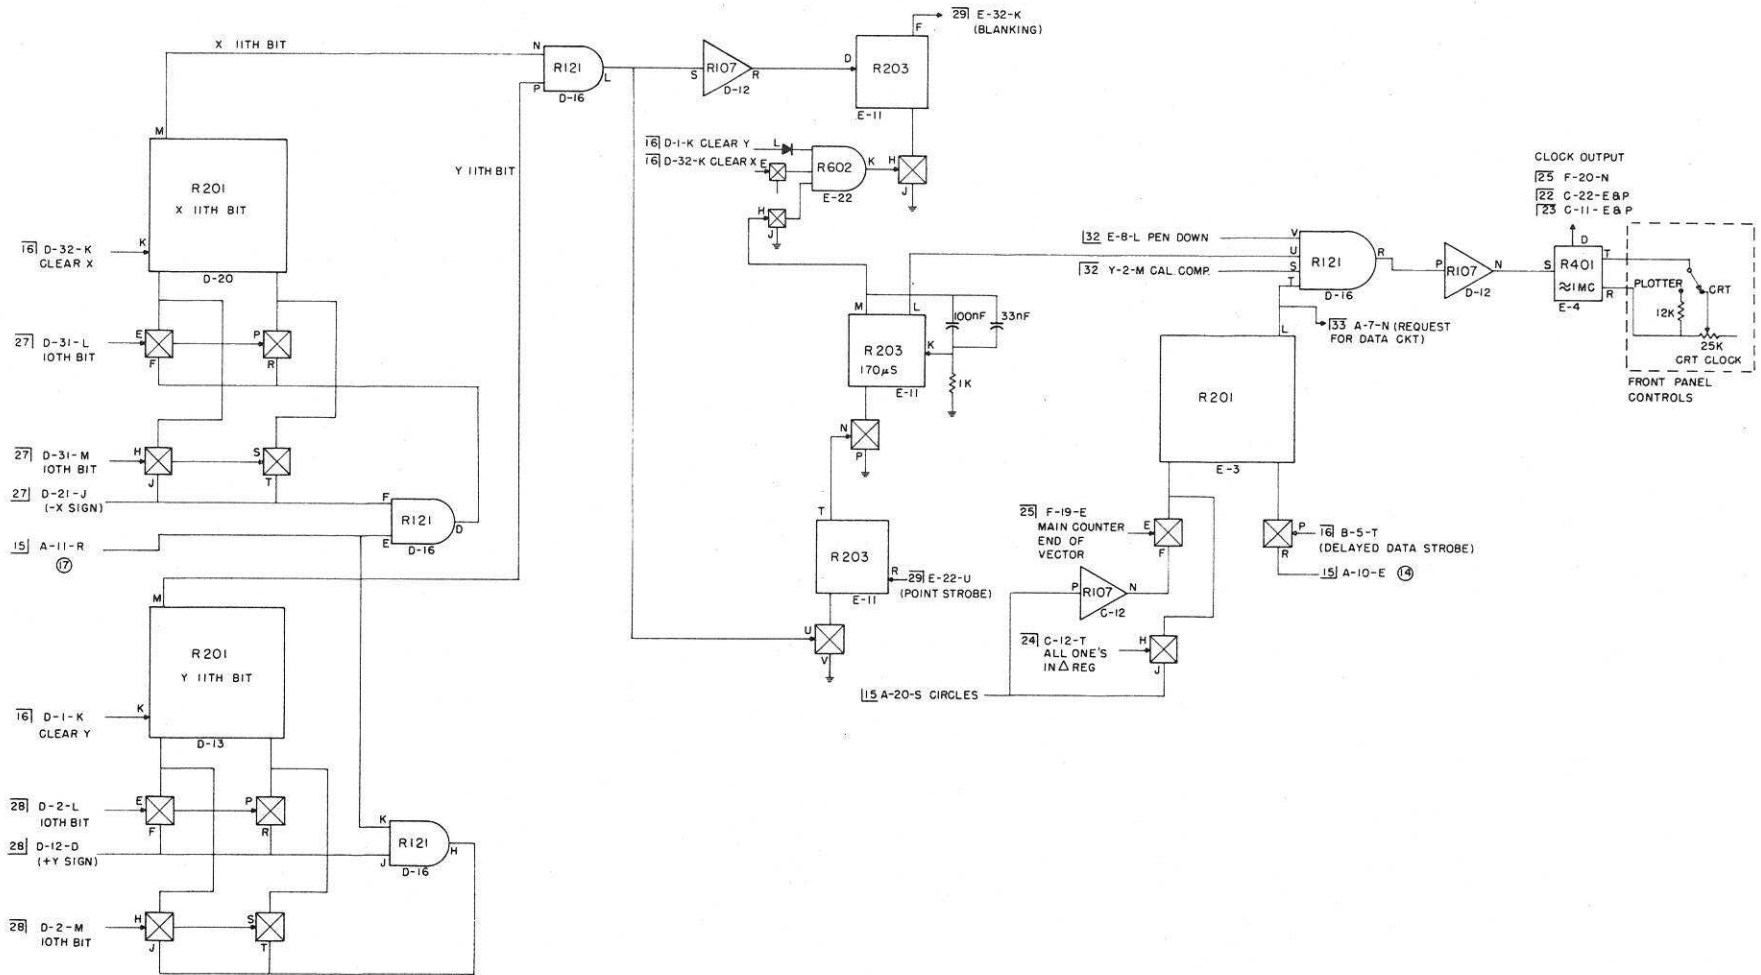 X 11TH BIT
N
P
R121
L
D-16
S
R107
R
D-12
F
29 E-32-K
(BLANKING)
D
R203
E-11
M
R201
X 11TH BIT
Y 11TH BIT
16 D-32-K
CLEAR X
K
D-20
16 D-1-K CLEAR Y
L
16 D-32-K CLEAR X
E
R602
K
H
J
E-22
H
J
27 D-31-L
10TH BIT
E
F
P
R
27 D-31-M
10TH BIT
H
J
S
T
27 D-21-J
(-X SIGN)
15 A-11-R
17
F
E
R121
D
D-16
M
L
100nF
33nF
R203
170µS
K
E-11
1K
N
P
T
R203
R
29 E-22-U
(POINT STROBE)
E-11
U
V
32 E-8-L PEN DOWN
V
U
32 Y-2-M CAL. COMP.
S
T
R121
R
D-16
P
R107
N
D-12
CLOCK OUTPUT
25 F-20-N
22 C-22-E&P
23 C-11-E&P
D
S
R401
≈1MC
T
R
E-4
PLOTTER
CRT
12K
25K
CRT CLOCK
FRONT PANEL
CONTROLS
33 A-7-N (REQUEST
FOR DATA CKT)
L
R201
E-3
25 F-19-E
MAIN COUNTER
END OF
VECTOR
E
F
P
R
16 B-5-T
(DELAYED DATA STROBE)
15 A-10-E 14
P
R107
N
C-12
24 C-12-T
ALL ONE'S
IN Δ REG
H
J
15 A-20-S CIRCLES
M
R201
Y 11TH BIT
16 D-1-K
CLEAR Y
K
D-13
28 D-2-L
10TH BIT
E
F
P
R
28 D-12-D
(+Y SIGN)
K
J
R121
H
D-16
28 D-2-M
10TH BIT
H
J
S
T